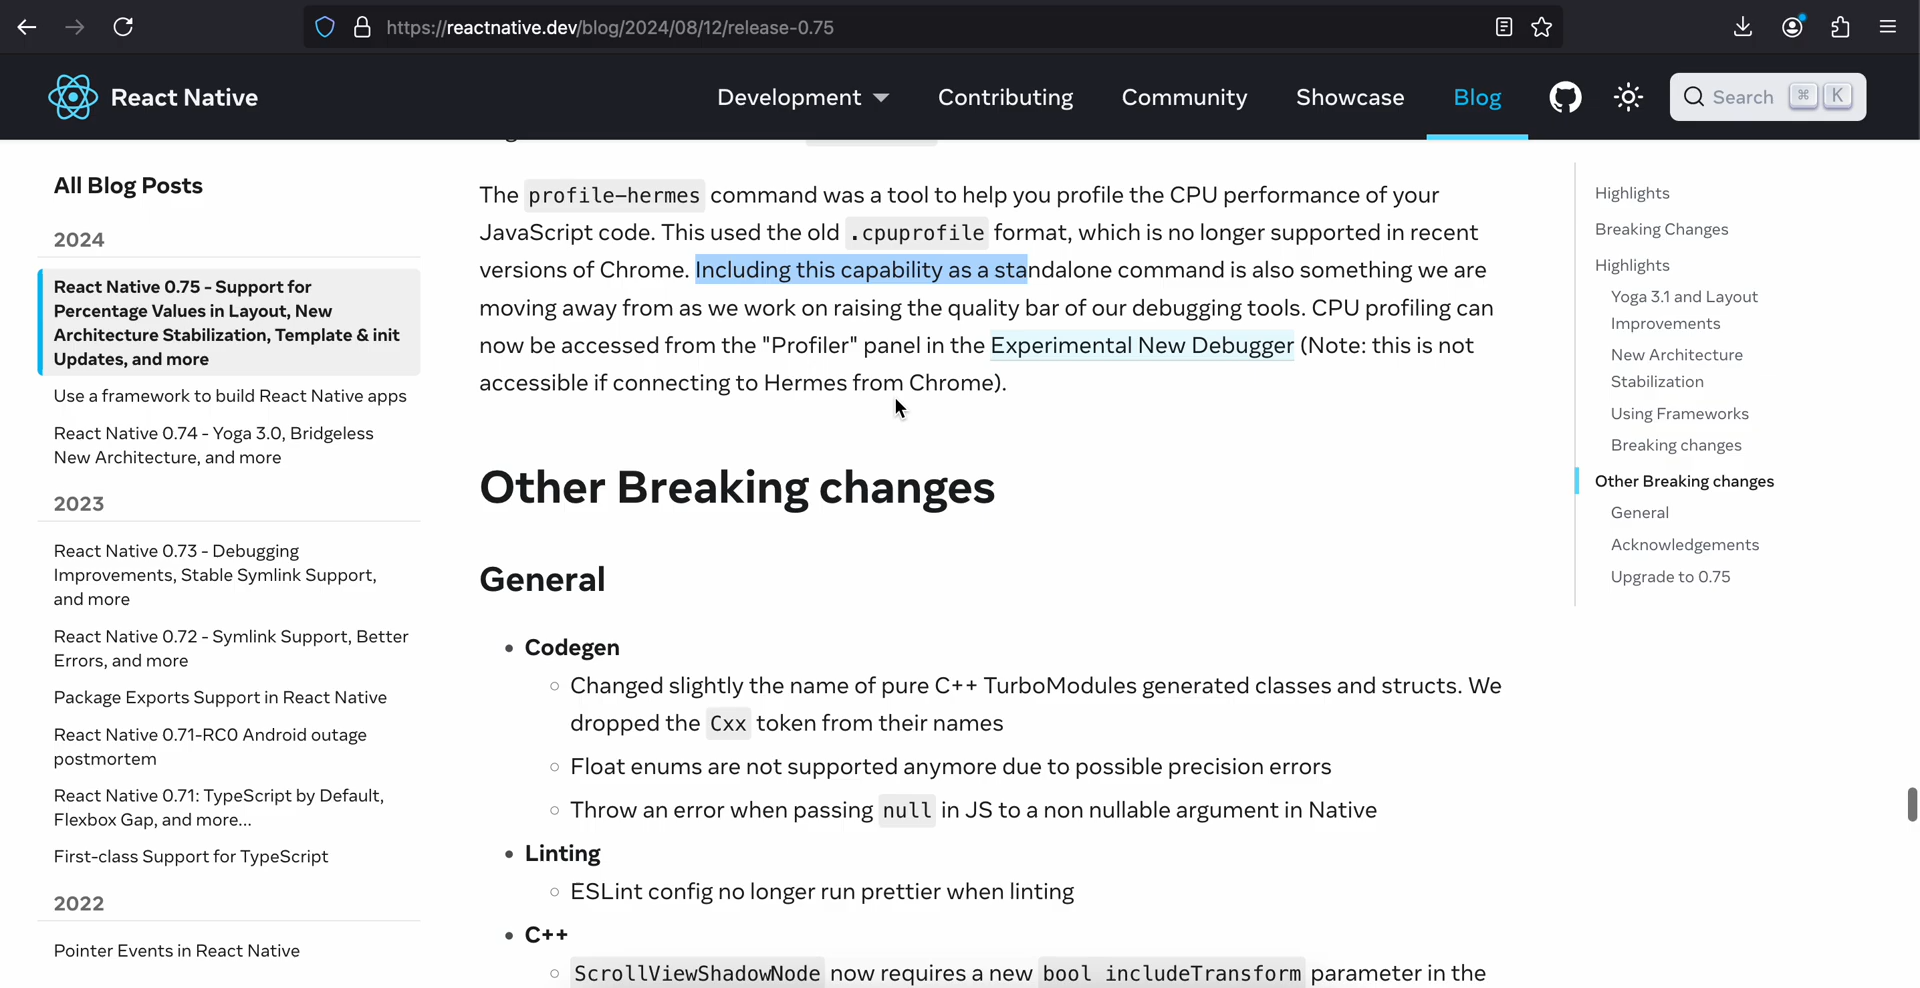 https://reactnative.dev/blog/2024/08/12/release-0.75
React Native
Development
Contributing
Community
Showcase
Blog
Search ⌘ K
All Blog Posts
2024
React Native 0.75 - Support for
Percentage Values in Layout, New
Architecture Stabilization, Template & init
Updates, and more
Use a framework to build React Native apps
React Native 0.74 - Yoga 3.0, Bridgeless
New Architecture, and more
2023
React Native 0.73 - Debugging
Improvements, Stable Symlink Support,
and more
React Native 0.72 - Symlink Support, Better
Errors, and more
Package Exports Support in React Native
React Native 0.71-RC0 Android outage
postmortem
React Native 0.71: TypeScript by Default,
Flexbox Gap, and more...
First-class Support for TypeScript
2022
Pointer Events in React Native
The profile-hermes command was a tool to help you profile the CPU performance of your
JavaScript code. This used the old .cpuprofile format, which is no longer supported in recent
versions of Chrome. Including this capability as a standalone command is also something we are
moving away from as we work on raising the quality bar of our debugging tools. CPU profiling can
now be accessed from the "Profiler" panel in the Experimental New Debugger (Note: this is not
accessible if connecting to Hermes from Chrome).
Other Breaking changes
General
• Codegen
◦ Changed slightly the name of pure C++ TurboModules generated classes and structs. We
dropped the Cxx token from their names
◦ Float enums are not supported anymore due to possible precision errors
◦ Throw an error when passing null in JS to a non nullable argument in Native
• Linting
◦ ESLint config no longer run prettier when linting
• C++
◦ ScrollViewShadowNode now requires a new bool includeTransform parameter in the
Highlights
Breaking Changes
Highlights
Yoga 3.1 and Layout
Improvements
New Architecture
Stabilization
Using Frameworks
Breaking changes
Other Breaking changes
General
Acknowledgements
Upgrade to 0.75